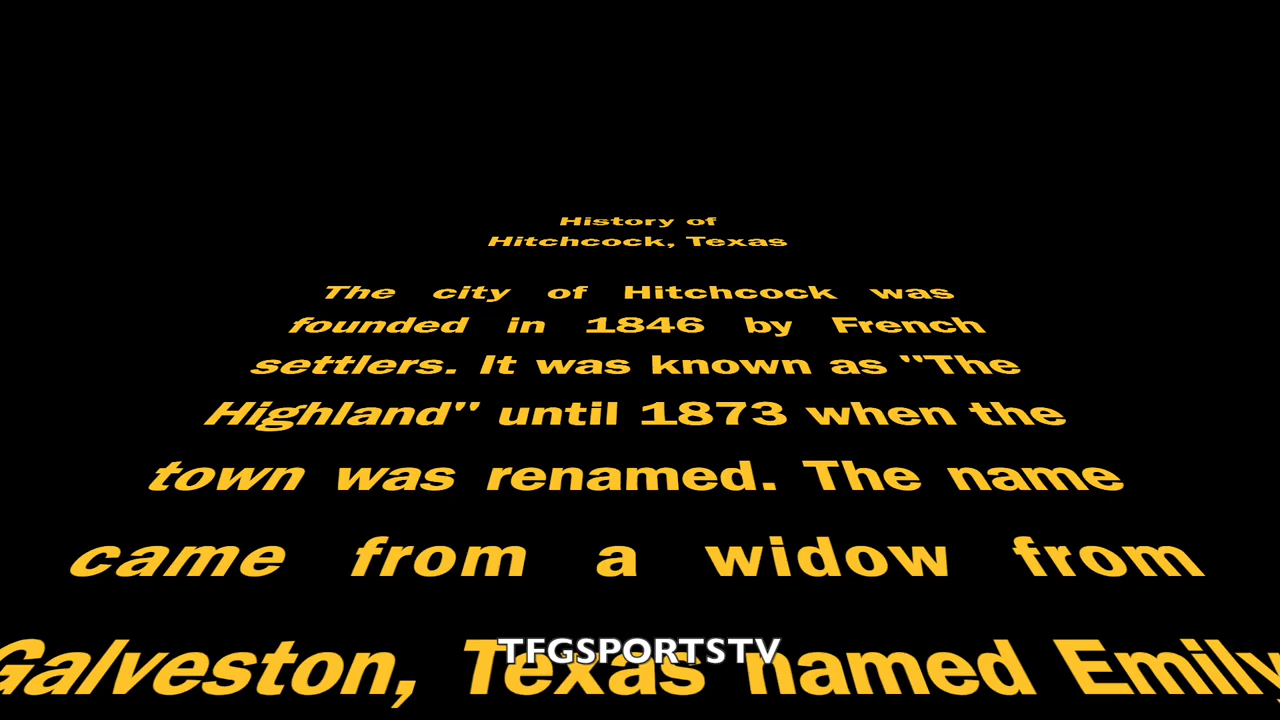 History of
Hitchcock, Texas
The city of Hitchcock was
founded in 1846 by French
settlers. It was known as "The
Highland" until 1873 when the
town was renamed. The name
came from a widow from
Galveston, Texas named Emily
TFGSPORTSTV